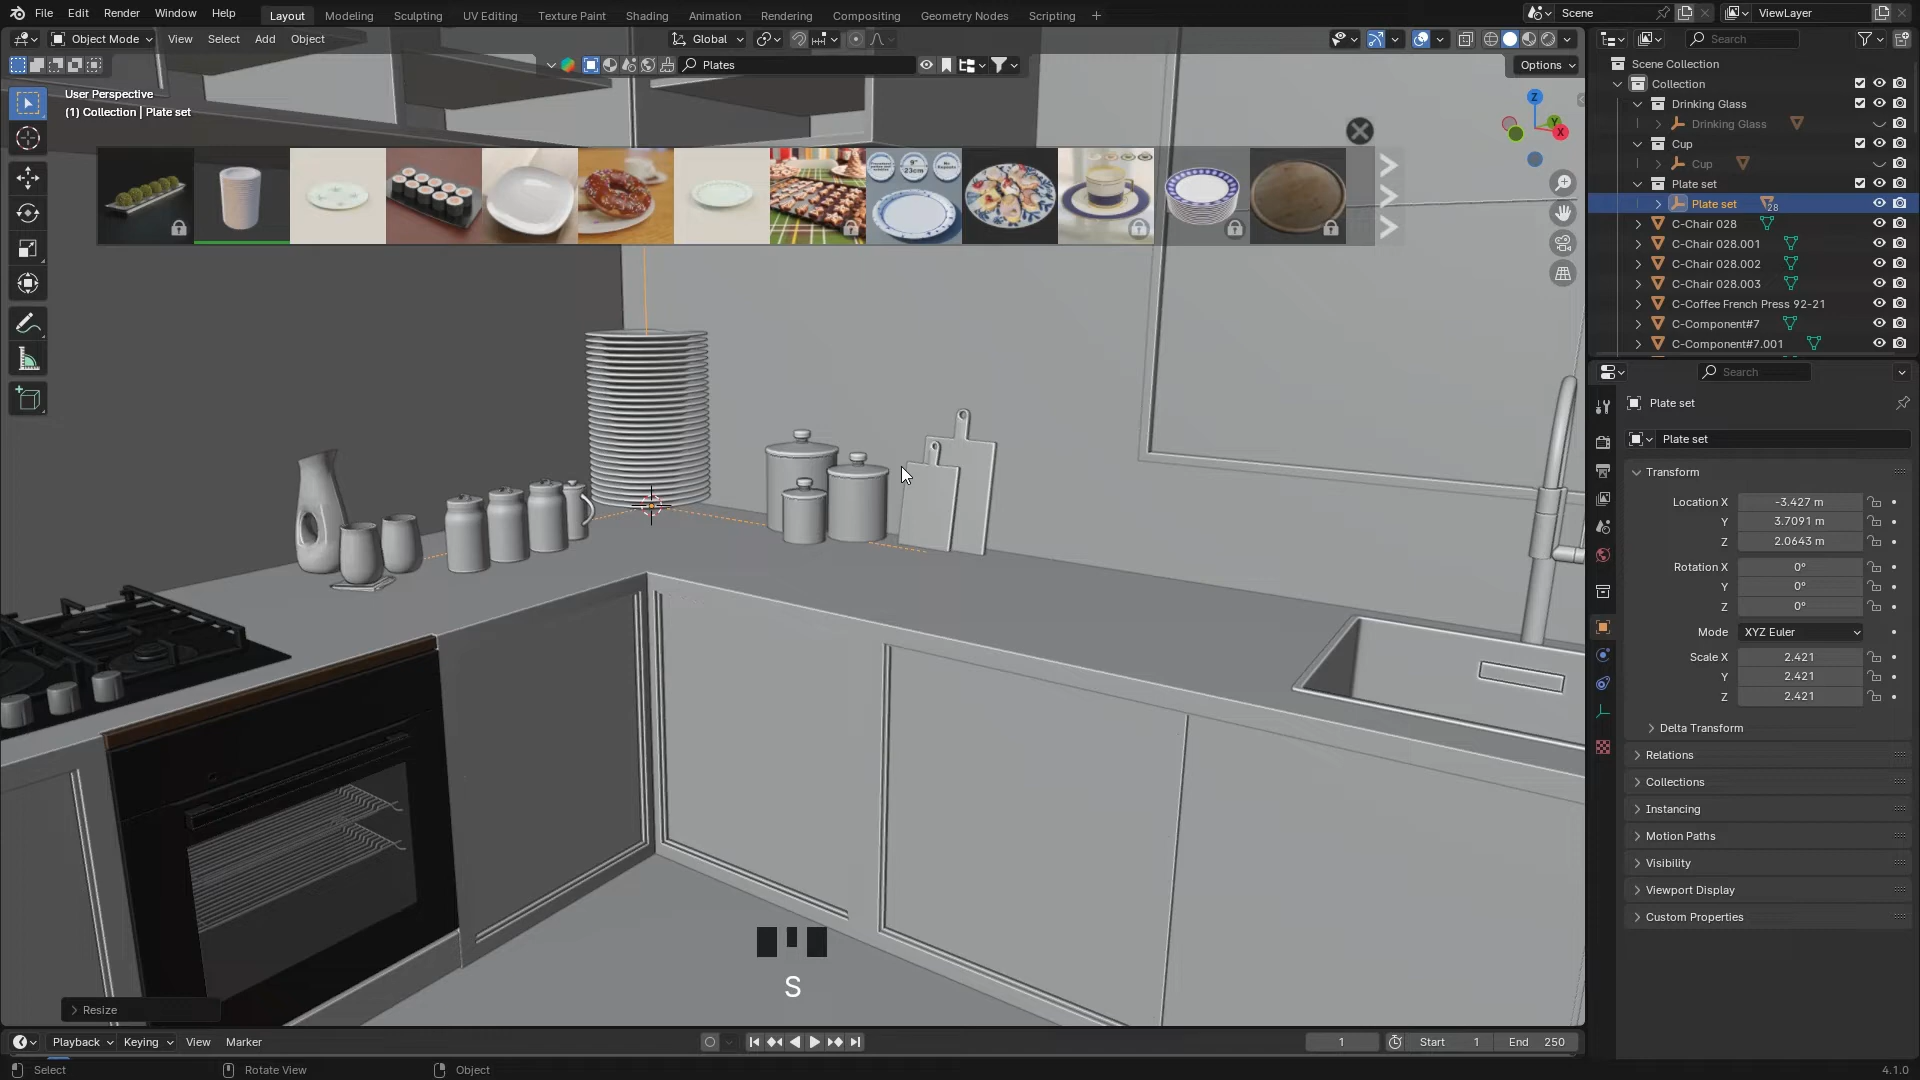 File Edit Render Window Help Layout Modeling Sculpting UV Editing Texture Paint Shading Animation Rendering Compositing Geometry Nodes Scripting + Scene ViewLayer
Object Mode View Select Add Object Global Search
Plates Options
User Perspective
(1) Collection | Plate set
Z
Y
X
9"
23cm
Scene Collection
Collection
Drinking Glass
Drinking Glass
Cup
Cup
Plate set
Plate set 28
C-Chair 028
C-Chair 028.001
C-Chair 028.002
C-Chair 028.003
C-Coffee French Press 92-21
C-Component#7
C-Component#7.001
Search
Plate set
Plate set
Transform
Location X -3.427 m
Y 3.7091 m
Z 2.0643 m
Rotation X 0°
Y 0°
Z 0°
Mode XYZ Euler
Scale X 2.421
Y 2.421
Z 2.421
Delta Transform
Relations
Collections
Instancing
Motion Paths
Visibility
Viewport Display
Custom Properties
S
Resize
Playback Keying View Marker 1 Start 1 End 250
Select Rotate View Object 4.1.0